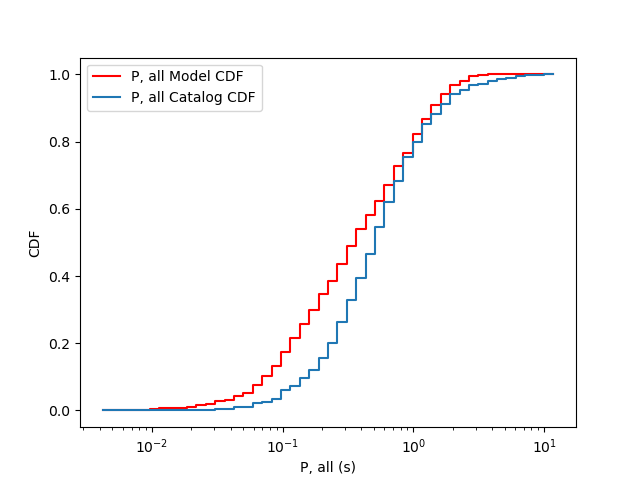 P, all Model CDF
P, all Catalog CDF
1.0
0.8
0.6
0.4
0.2
0.0
CDF
10⁻² 10⁻¹ 10⁰ 10¹
P, all (s)